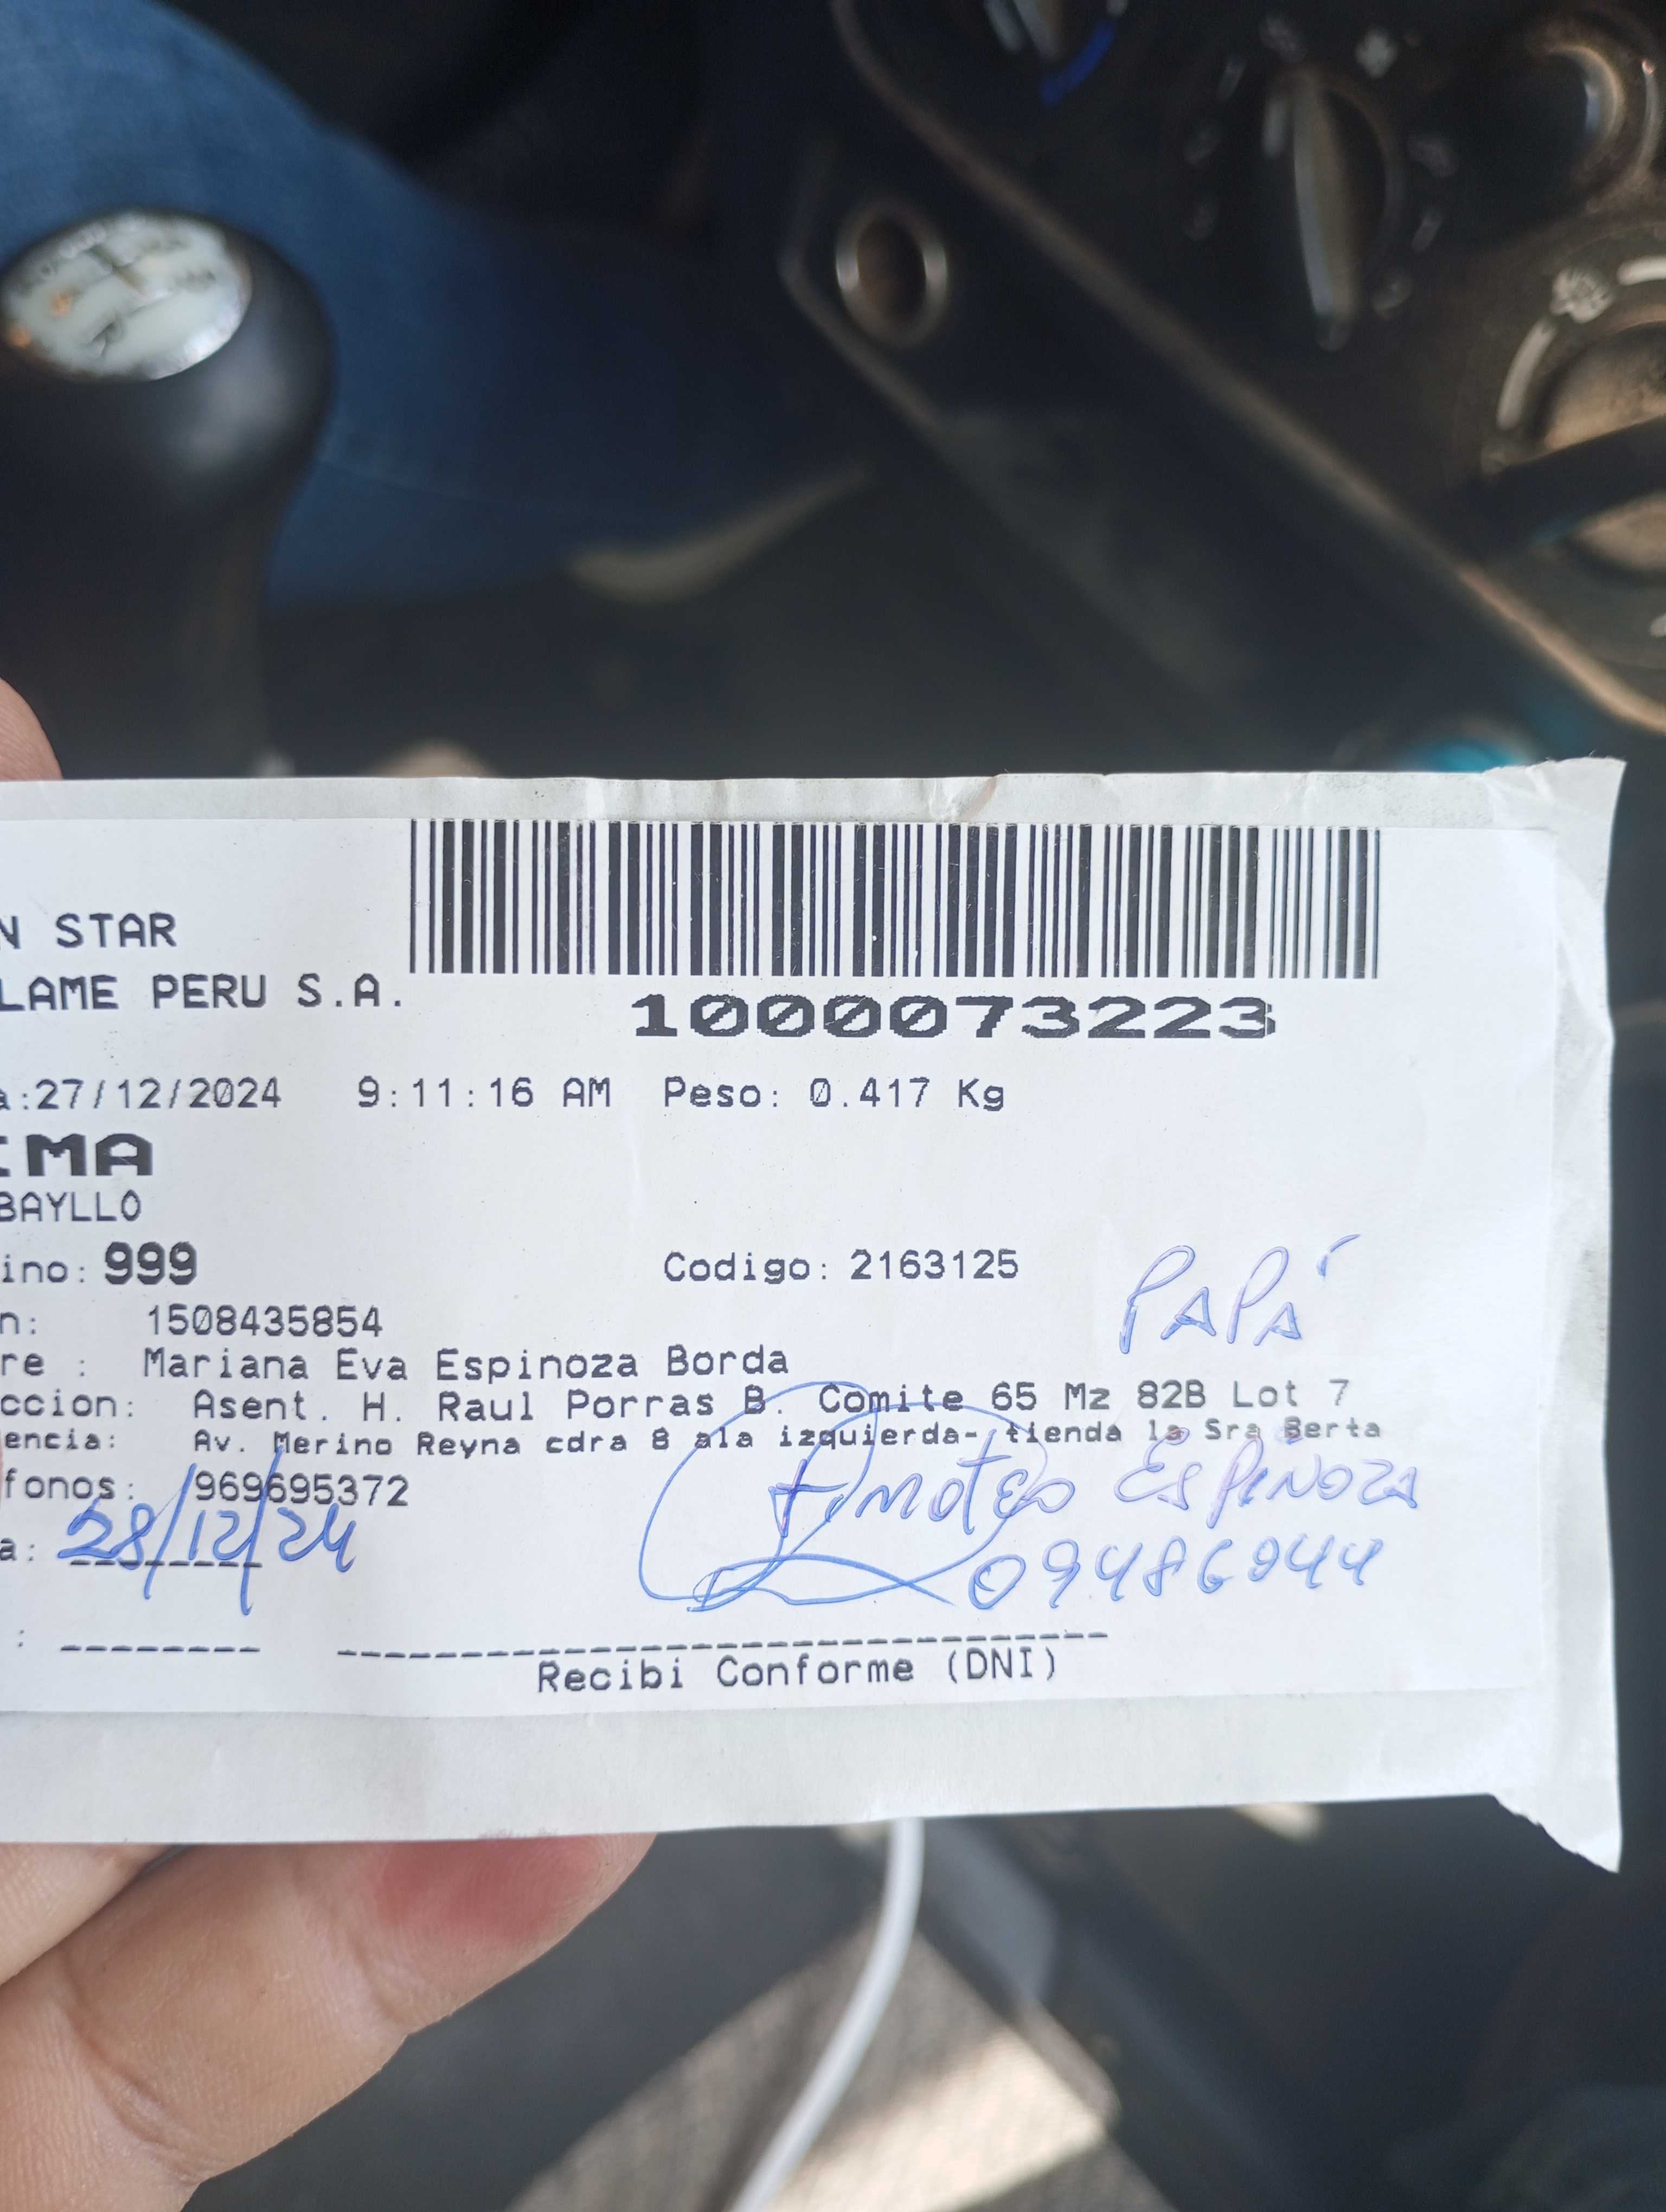 N STAR
LAME PERU S.A.
1000073223
a:27/12/2024 9:11:16 AM Peso: 0.417 Kg
IMA
BAYLLO
ino: 999 Codigo: 2163125
PAPÁ
n: 1508435854
re : Mariana Eva Espinoza Borda
ccion: Asent. H. Raul Porras B. Comite 65 Mz 82B Lot 7
encia: Av. Merino Reyna cdra 8 ala izquierda- tienda la Sra Berta
fonos: 969695372
Timoteo ESPINOZA
a: 28/12/24
09486944
: 
Recibi Conforme (DNI)